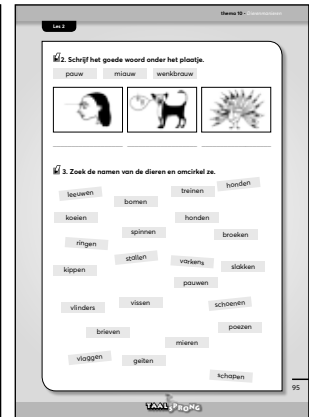 thema 10 -
Les 2
2. Schrijf het goede woord onder het plaatje.
pauw miauw wenkbrauw
3. Zoek de namen van de dieren en omcirkel ze.
leeuwen bomen treinen honden
koeien honden
spinnen broeken
ringen
stallen varkens slakken
kippen
pauwen
vlinders vissen schoenen
brieven poezen
mieren
vlaggen geiten
schapen
95
TAALSPRONG